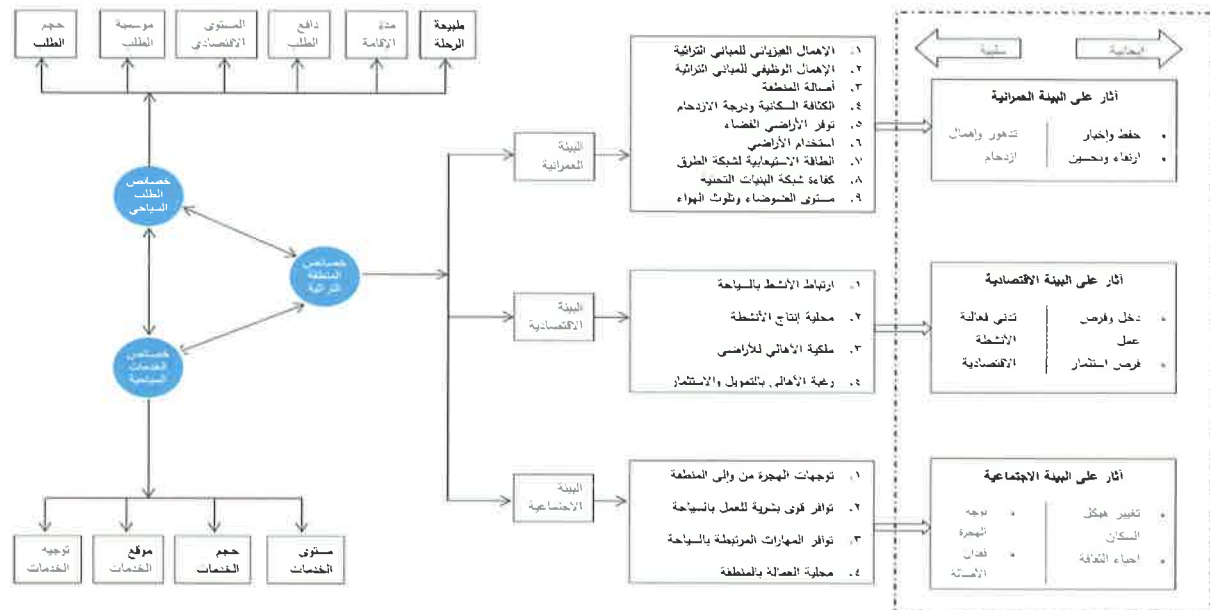 طبيعة
الرحلة
مدة
الإقامة
دافع
الطلب
المستوى
الاقتصادي
موسمية
الطلب
حجم
الطلب
خصائص
الطلب
السياحي
خصائص
المنطقة
التراثية
خصائص
الخدمات
السياحية
مستوى
الخدمات
حجم
الخدمات
موقع
الخدمات
توجيه
الخدمات
البيئة
العمرانية
١. الإهمال الفيزيائي للمباني التراثية
٢. الإهمال الوظيفي للمباني التراثية
٣. أصالة المنطقة
٤. الكثافة السكانية ودرجة الازدحام
٥. توفر الأراضي الفضاء
٦. استخدام الأراضي
٧. الطاقة الاستيعابية لشبكة الطرق
٨. كفاءة شبكة البنيات التحتية
٩. مستوى الضوضاء وتلوث الهواء
البيئة
الاقتصادية
١. ارتباط الأنشط بالسياحة
٢. محلية إنتاج الأنشطة
٣. ملكية الأهالي للأراضي
٤. رغبة الأهالي بالتمويل والاستثمار
البيئة
الاجتماعية
١. توجهات الهجرة من وإلى المنطقة
٢. توافر قوى بشرية للعمل بالسياحة
٣. توافر المهارات المرتبطة بالسياحة
٤. محلية العمالة بالمنطقة
ايجابية
سلبية
آثار على البيئة العمرانية
• حفظ وإخبار
• ارتقاء وتحسين
تدهور وإهمال
ازدحام
آثار على البيئة الاقتصادية
• دخل وفرص
عمل
• فرص استثمار
تدني فعالية
الأنشطة
الاقتصادية
آثار على البيئة الاجتماعية
• تغيير هيكل
السكان
• احياء الثقافة
• توجه
الهجرة
• فقدان
الأصالة